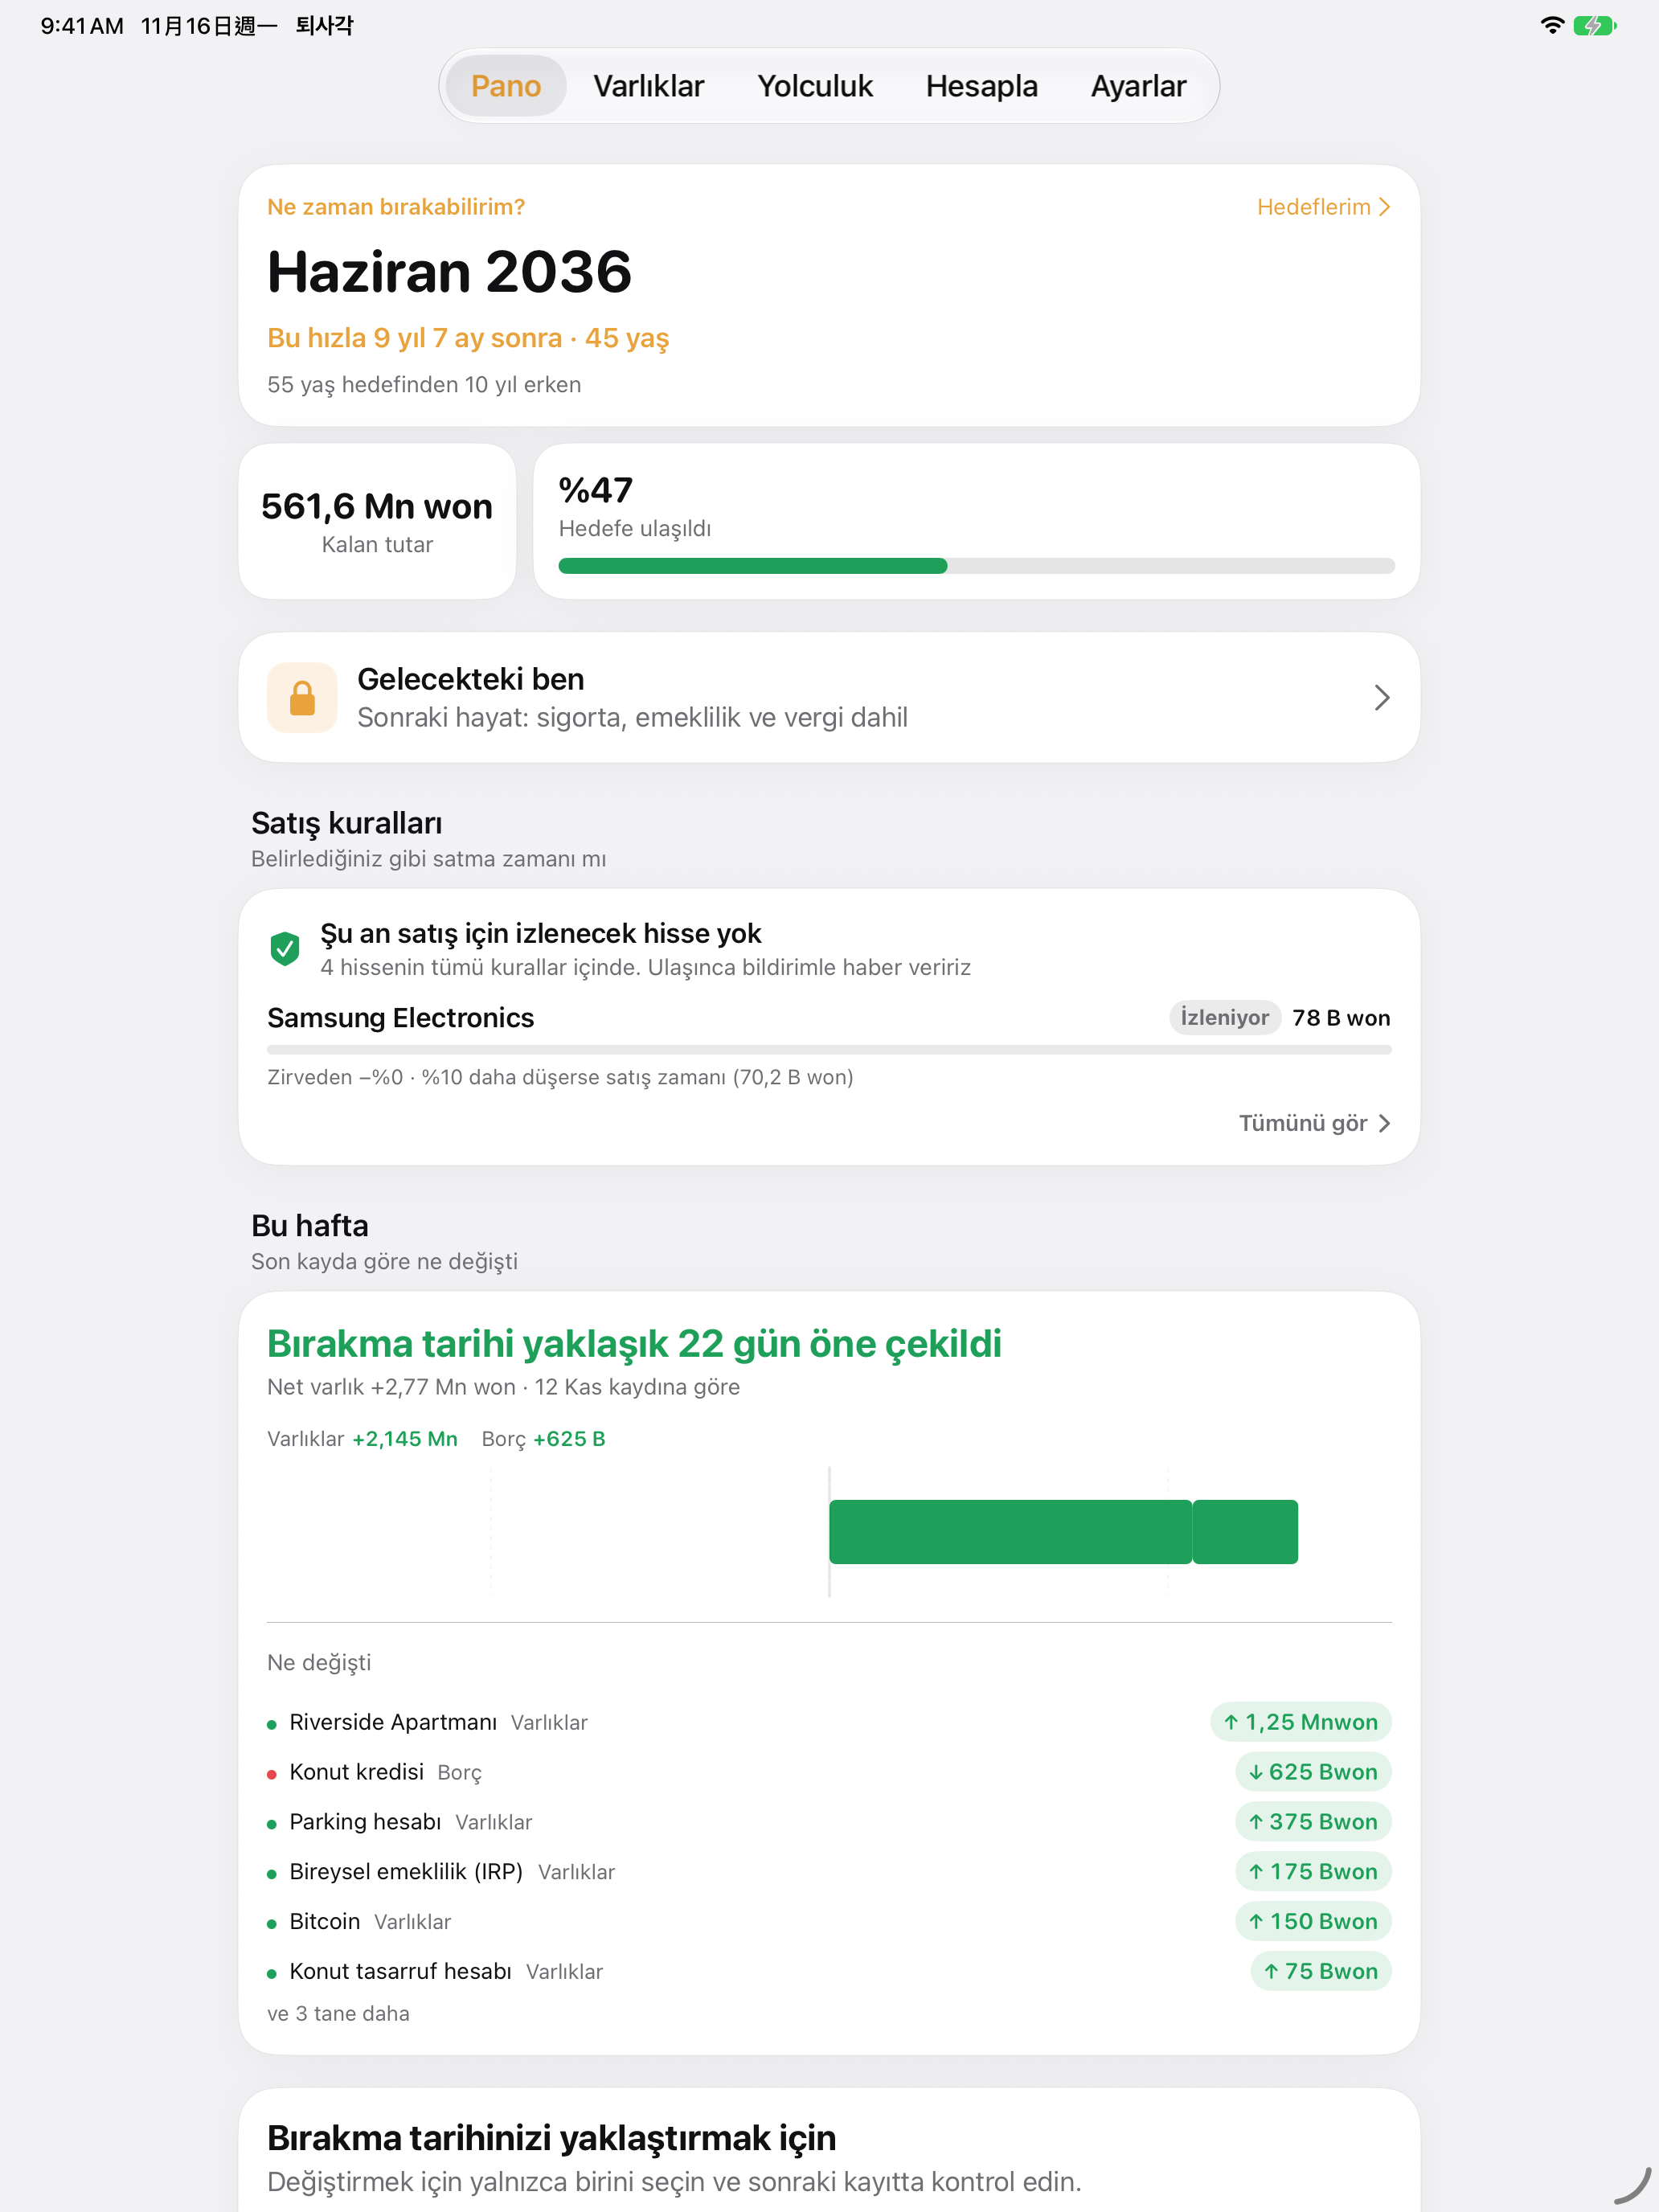 9:41 AM 11月16日週一 퇴사각
Pano Varlıklar Yolculuk Hesapla Ayarlar
Ne zaman bırakabilirim? Hedeflerim
Haziran 2036
Bu hızla 9 yıl 7 ay sonra · 45 yaş
55 yaş hedefinden 10 yıl erken
561,6 Mn won
Kalan tutar
%47
Hedefe ulaşıldı
Gelecekteki ben
Sonraki hayat: sigorta, emeklilik ve vergi dahil
Satış kuralları
Belirlediğiniz gibi satma zamanı mı
Şu an satış için izlenecek hisse yok
4 hissenin tümü kurallar içinde. Ulaşınca bildirimle haber veririz
Samsung Electronics İzleniyor 78 B won
Zirveden −%0 · %10 daha düşerse satış zamanı (70,2 B won)
Tümünü gör
Bu hafta
Son kayda göre ne değişti
Bırakma tarihi yaklaşık 22 gün öne çekildi
Net varlık +2,77 Mn won · 12 Kas kaydına göre
Varlıklar +2,145 Mn Borç +625 B
Ne değişti
Riverside Apartmanı Varlıklar ↑ 1,25 Mnwon
Konut kredisi Borç ↓ 625 Bwon
Parking hesabı Varlıklar ↑ 375 Bwon
Bireysel emeklilik (IRP) Varlıklar ↑ 175 Bwon
Bitcoin Varlıklar ↑ 150 Bwon
Konut tasarruf hesabı Varlıklar ↑ 75 Bwon
ve 3 tane daha
Bırakma tarihinizi yaklaştırmak için
Değiştirmek için yalnızca birini seçin ve sonraki kayıtta kontrol edin.